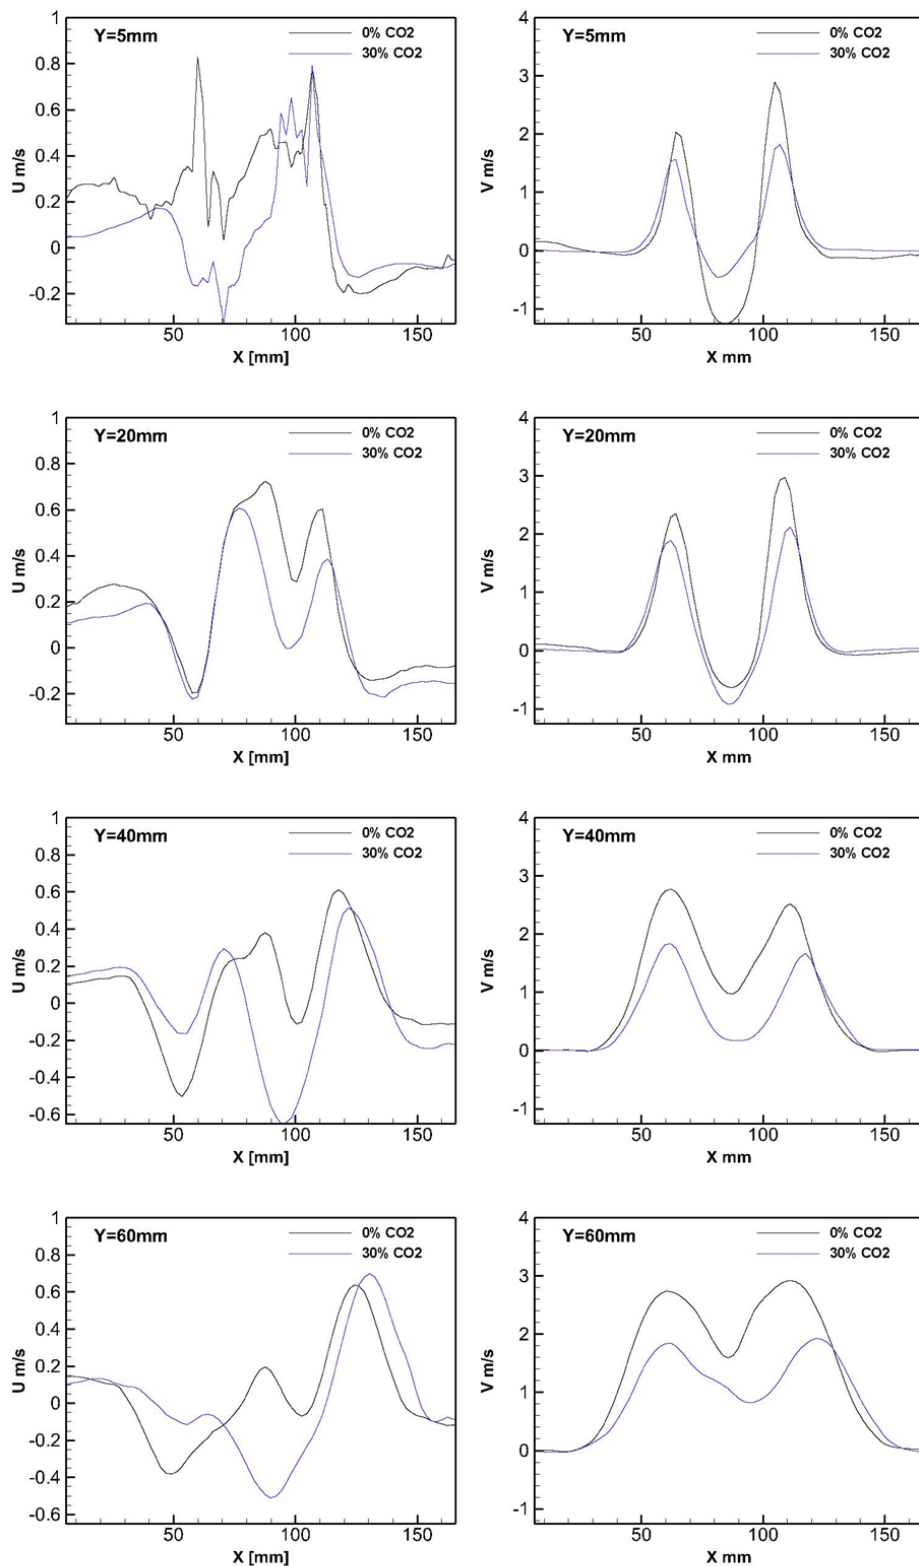 Y=5mm
0% CO2
30% CO2
1
0.8
0.6
0.4
0.2
0
-0.2
U m/s
50 100 150
X [mm]
Y=5mm
0% CO2
30% CO2
4
3
2
1
0
-1
V m/s
50 100 150
X mm
Y=20mm
0% CO2
30% CO2
1
0.8
0.6
0.4
0.2
0
-0.2
U m/s
50 100 150
X [mm]
Y=20mm
0% CO2
30% CO2
4
3
2
1
0
-1
V m/s
50 100 150
X mm
Y=40mm
0% CO2
30% CO2
1
0.8
0.6
0.4
0.2
0
-0.2
-0.4
-0.6
U m/s
50 100 150
X [mm]
Y=40mm
0% CO2
30% CO2
4
3
2
1
0
-1
V m/s
50 100 150
X mm
Y=60mm
0% CO2
30% CO2
1
0.8
0.6
0.4
0.2
0
-0.2
-0.4
-0.6
U m/s
50 100 150
X [mm]
Y=60mm
0% CO2
30% CO2
4
3
2
1
0
-1
V m/s
50 100 150
X mm